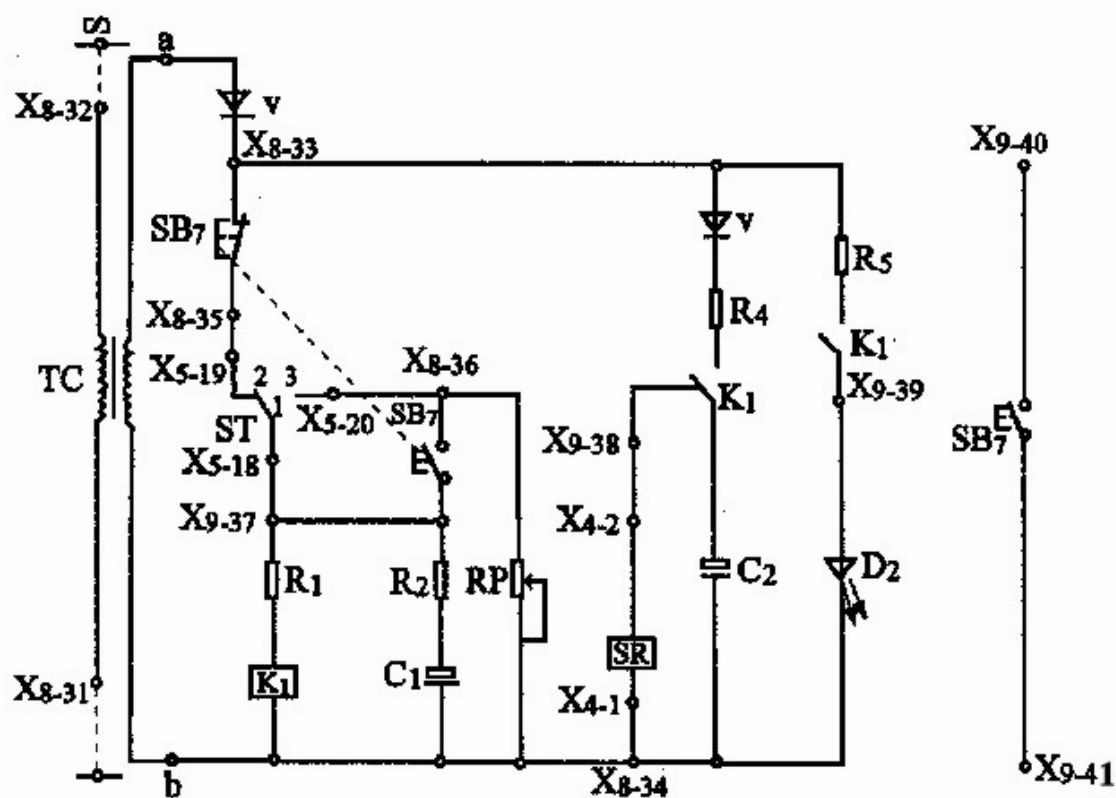 S
a
X8-32
V
X8-33
X9-40
SB7
V
R5
R4
X8-35
K1
TC
X5-19
2
3
X8-36
K1
X9-39
1
ST
X5-20
SB7
X9-38
SB7
X5-18
X9-37
X4-2
R1
R2
RP
C2
D2
X8-31
K1
C1
SR
X4-1
b
X8-34
X9-41